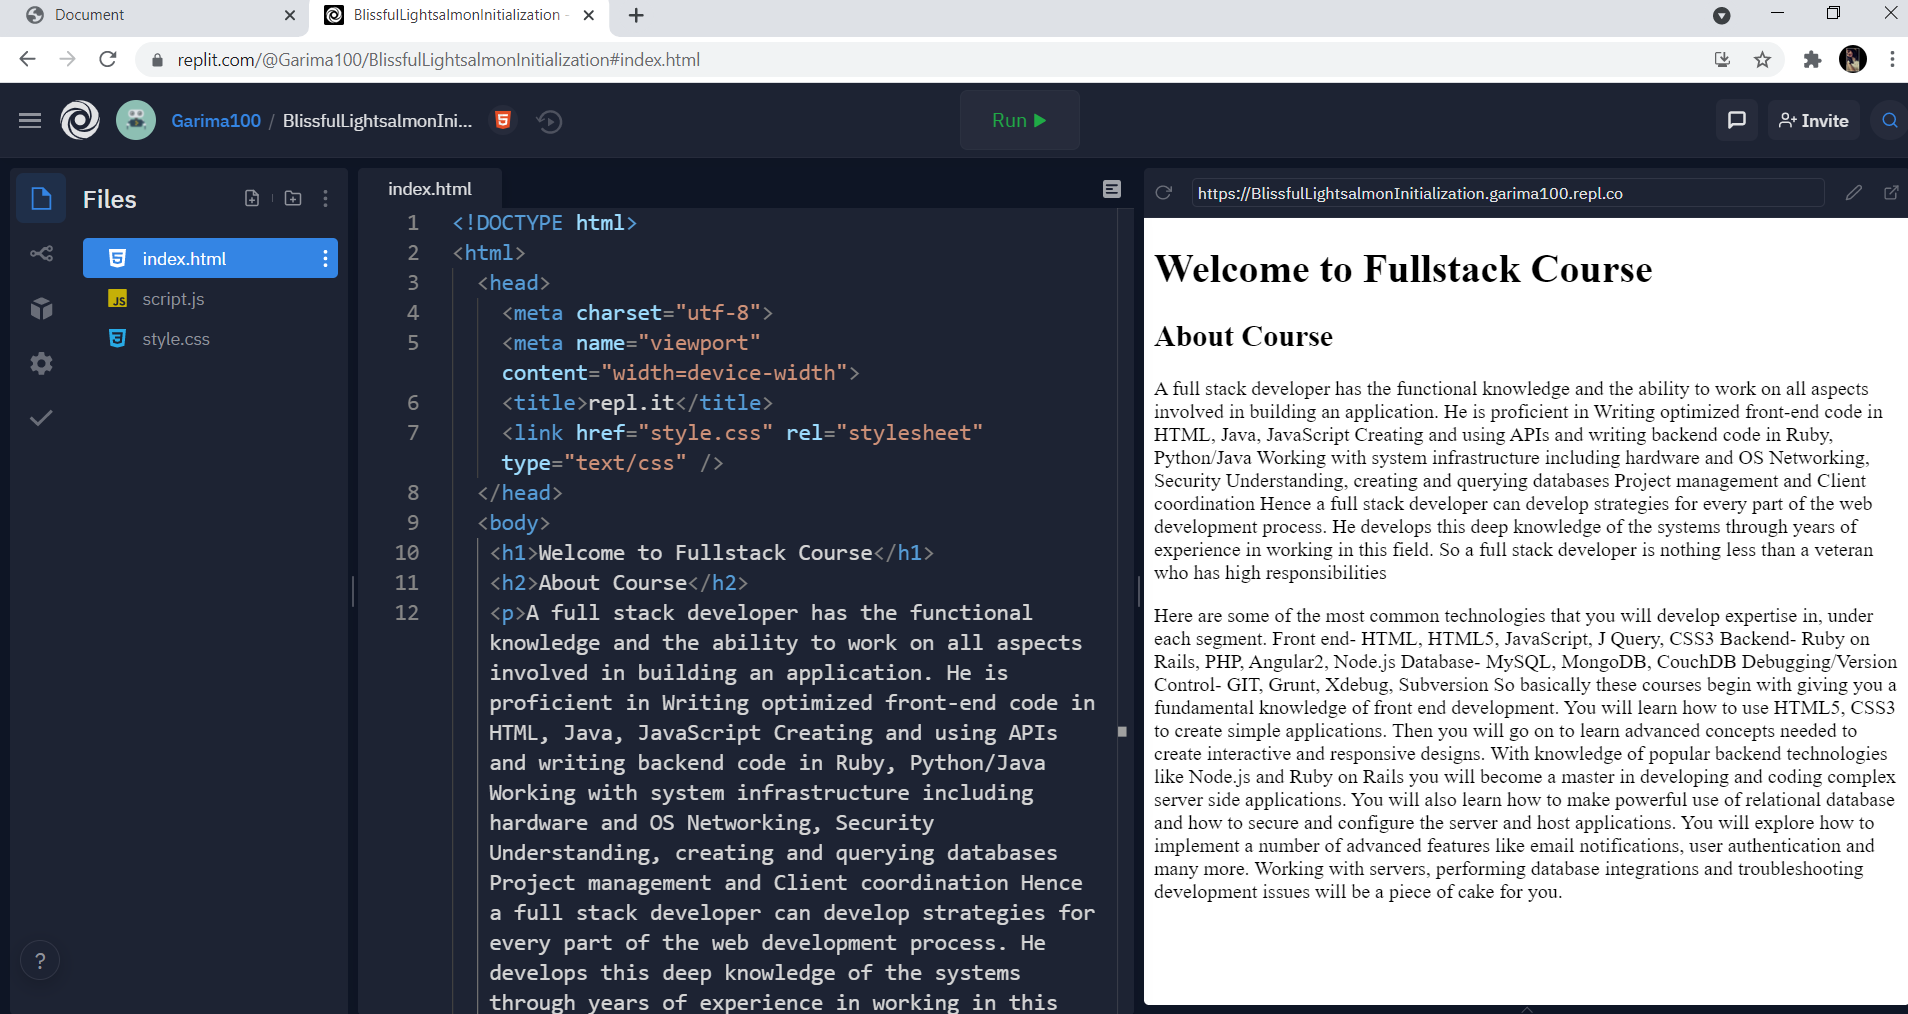 Document
BlissfulLightsalmonInitialization -
replit.com/@Garima100/BlissfulLightsalmonInitialization#index.html
Garima100 / BlissfulLightsalmonIni...
Run
Invite
Files
index.html
script.js
style.css
index.html
1 <!DOCTYPE html>
2 <html>
3 <head>
4 <meta charset="utf-8">
5 <meta name="viewport"
content="width=device-width">
6 <title>repl.it</title>
7 <link href="style.css" rel="stylesheet"
type="text/css" />
8 </head>
9 <body>
10 <h1>Welcome to Fullstack Course</h1>
11 <h2>About Course</h2>
12 <p>A full stack developer has the functional
knowledge and the ability to work on all aspects
involved in building an application. He is
proficient in Writing optimized front-end code in
HTML, Java, JavaScript Creating and using APIs
and writing backend code in Ruby, Python/Java
Working with system infrastructure including
hardware and OS Networking, Security
Understanding, creating and querying databases
Project management and Client coordination Hence
a full stack developer can develop strategies for
every part of the web development process. He
develops this deep knowledge of the systems
through years of experience in working in this
https://BlissfulLightsalmonInitialization.garima100.repl.co
Welcome to Fullstack Course
About Course
A full stack developer has the functional knowledge and the ability to work on all aspects
involved in building an application. He is proficient in Writing optimized front-end code in
HTML, Java, JavaScript Creating and using APIs and writing backend code in Ruby,
Python/Java Working with system infrastructure including hardware and OS Networking,
Security Understanding, creating and querying databases Project management and Client
coordination Hence a full stack developer can develop strategies for every part of the web
development process. He develops this deep knowledge of the systems through years of
experience in working in this field. So a full stack developer is nothing less than a veteran
who has high responsibilities
Here are some of the most common technologies that you will develop expertise in, under
each segment. Front end- HTML, HTML5, JavaScript, J Query, CSS3 Backend- Ruby on
Rails, PHP, Angular2, Node.js Database- MySQL, MongoDB, CouchDB Debugging/Version
Control- GIT, Grunt, Xdebug, Subversion So basically these courses begin with giving you a
fundamental knowledge of front end development. You will learn how to use HTML5, CSS3
to create simple applications. Then you will go on to learn advanced concepts needed to
create interactive and responsive designs. With knowledge of popular backend technologies
like Node.js and Ruby on Rails you will become a master in developing and coding complex
server side applications. You will also learn how to make powerful use of relational database
and how to secure and configure the server and host applications. You will explore how to
implement a number of advanced features like email notifications, user authentication and
many more. Working with servers, performing database integrations and troubleshooting
development issues will be a piece of cake for you.